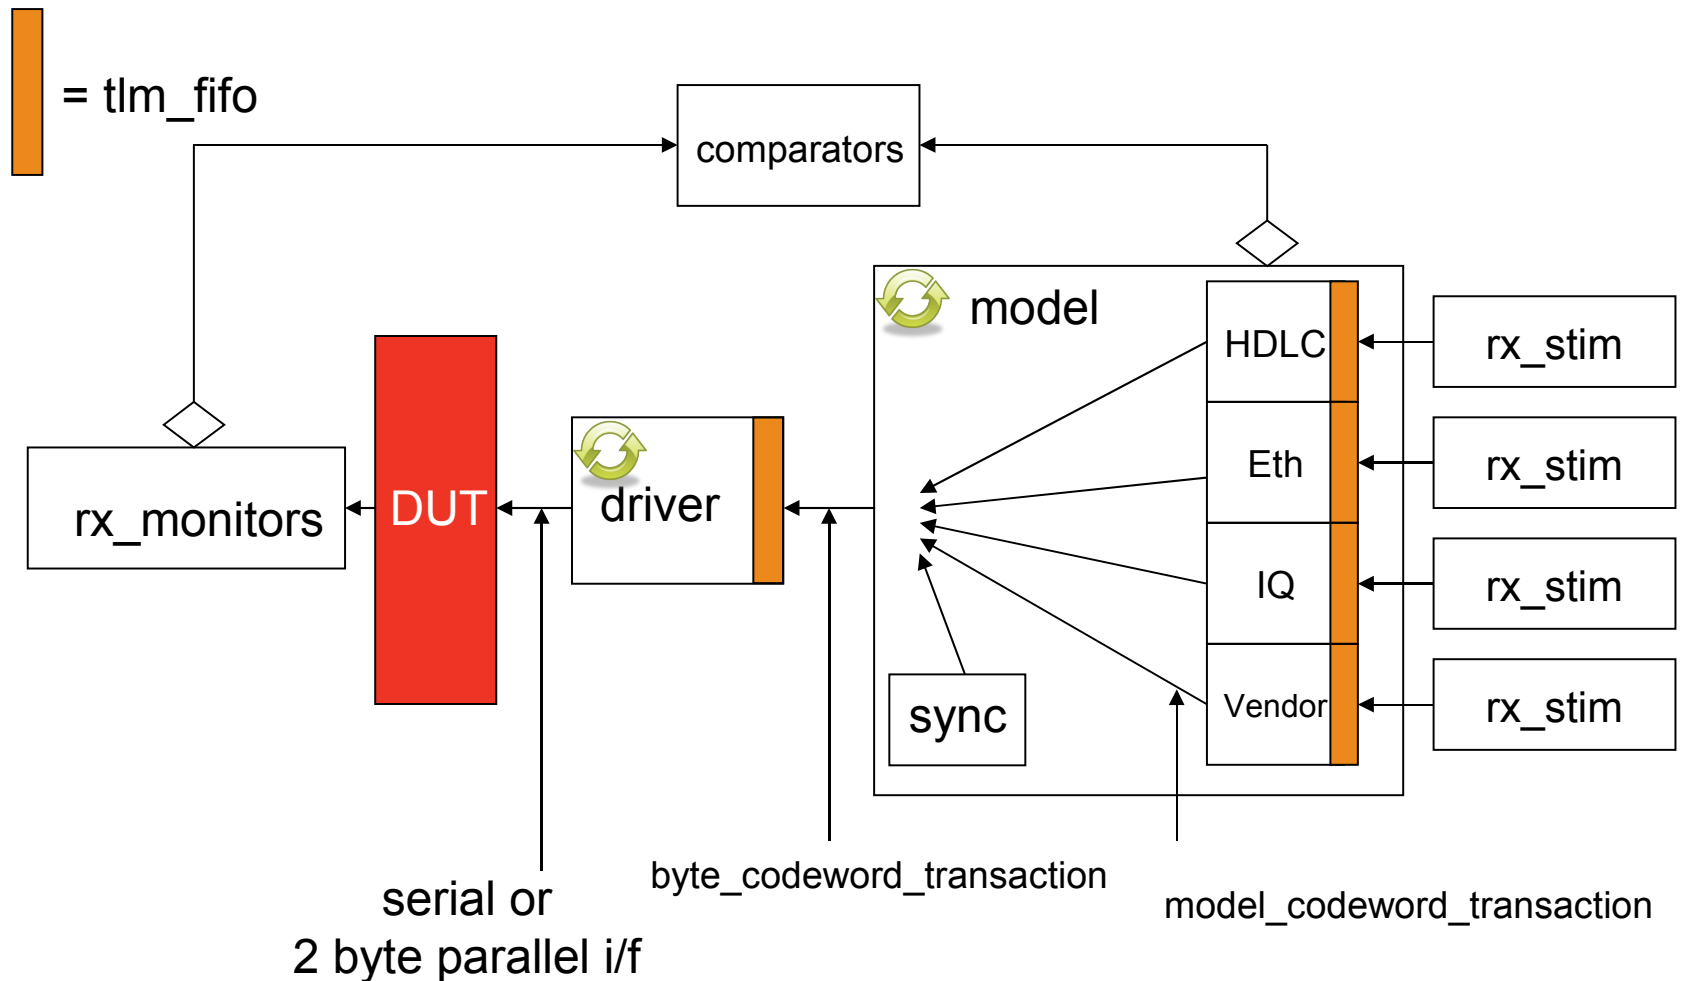 = tlm_fifo
comparators
model
HDLC
rx_stim
Eth
rx_stim
DUT
driver
rx_monitors
IQ
rx_stim
sync
Vendor
rx_stim
byte_codeword_transaction
serial or
2 byte parallel i/f
model_codeword_transaction